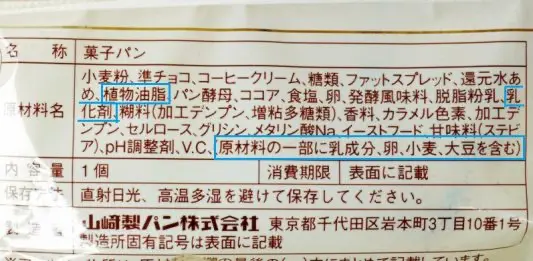 名 称 菓子パン
小麦粉、準チョコ、コーヒークリーム、糖類、ファットスプレッド、還元水あ
め、植物油脂、パン酵母、ココア、食塩、卵、発酵風味料、脱脂粉乳、乳
原材料名 化剤、糊料(加工デンプン、増粘多糖類)、香料、カラメル色素、加工デ
ンプン、セルロース、グリシン、メタリン酸Na、イーストフード、甘味料(ステビ
ア)、pH調整剤、V.C、(原材料の一部に乳成分、卵、小麦、大豆を含む)
内 容 量 1個 消費期限 表面に記載
保存方法 直射日光、高温多湿を避けて保存してください。
製造者 山崎製パン株式会社 東京都千代田区岩本町3丁目10番1号
製造所固有記号は表面に記載